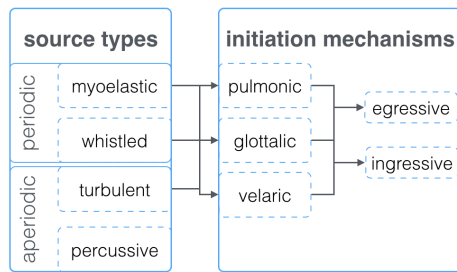 source types
periodic
myoelastic
whistled
aperiodic
turbulent
percussive
initiation mechanisms
pulmonic
glottalic
velaric
egressive
ingressive